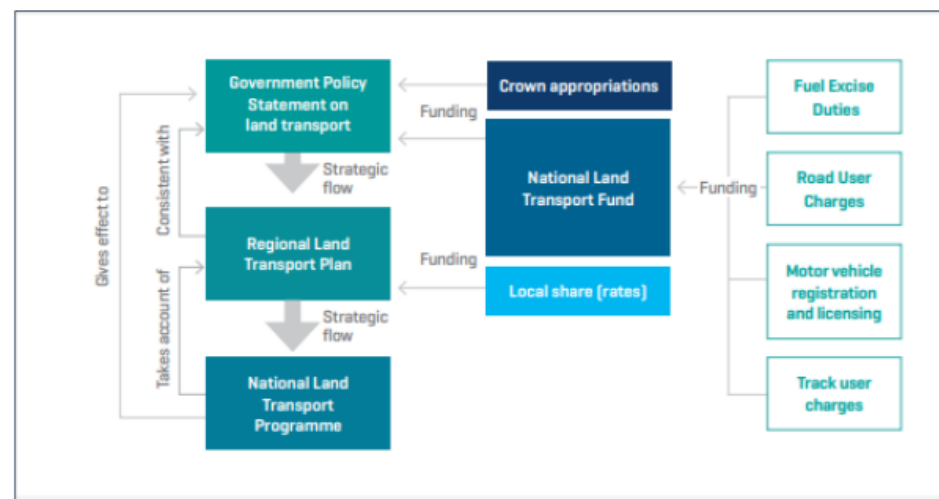 Government Policy
Statement on
land transport
Strategic
flow
Regional Land
Transport Plan
Strategic
flow
National Land
Transport
Programme
Gives effect to
Consistent with
Takes account of
Funding
Funding
Crown appropriations
National Land
Transport Fund
Local share (rates)
Funding
Fuel Excise
Duties
Road User
Charges
Motor vehicle
registration
and licensing
Track user
charges